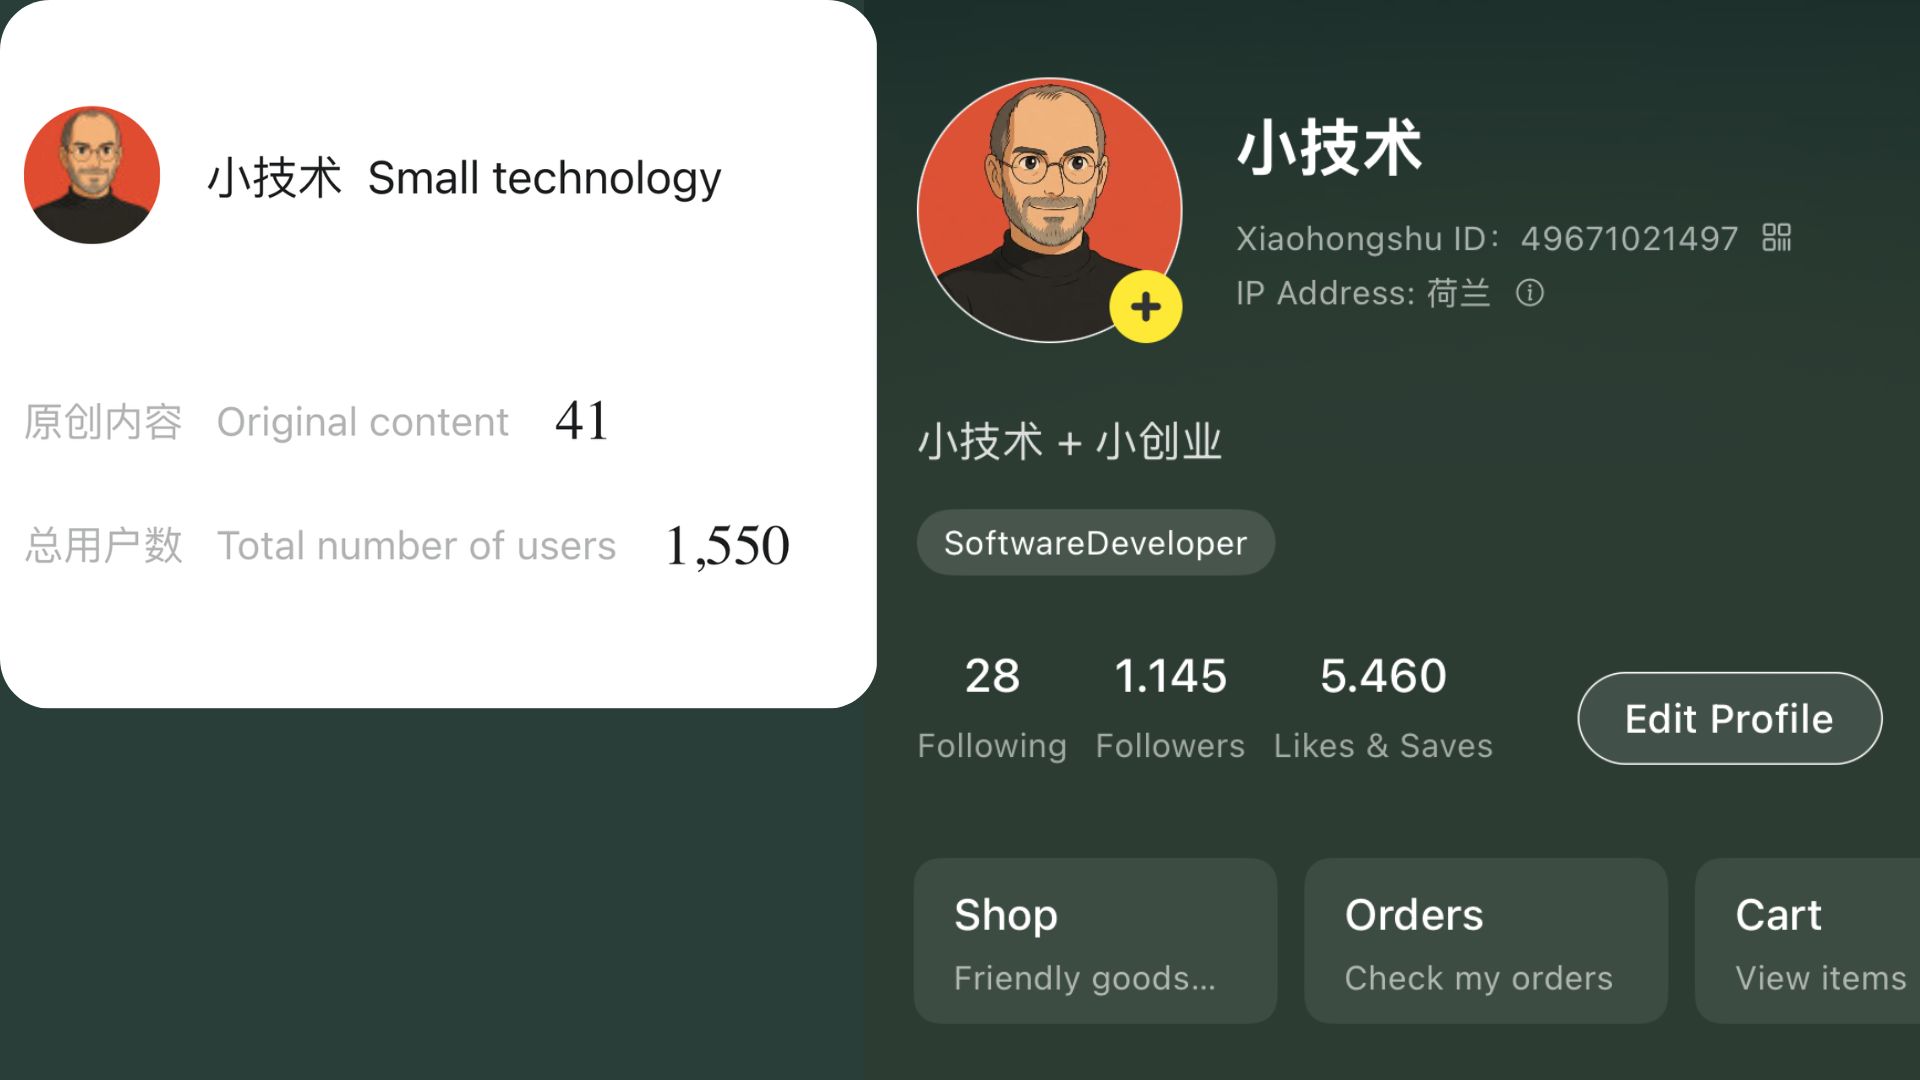 小技术 Small technology
原创内容 Original content 41
总用户数 Total number of users 1,550
小技术
Xiaohongshu ID: 49671021497
IP Address: 荷兰
小技术 + 小创业
SoftwareDeveloper
28 1.145 5.460
Following Followers Likes & Saves
Edit Profile
Shop Orders Cart
Friendly goods... Check my orders View items